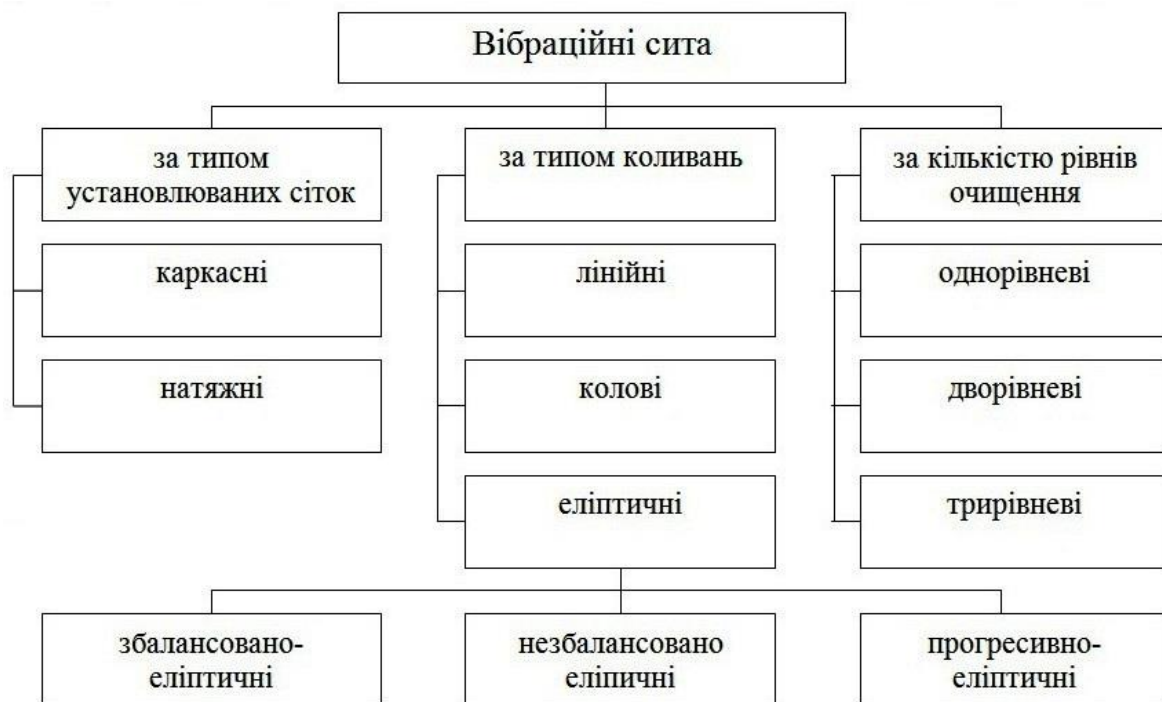 Вібраційні сита
за типом
установлюваних сіток
за типом коливань
за кількістю рівнів
очищення
каркасні
лінійні
однорівневі
натяжні
колові
дворівневі
еліптичні
трирівневі
збалансовано-
еліптичні
незбалансовано
еліпичні
прогресивно-
еліптичні